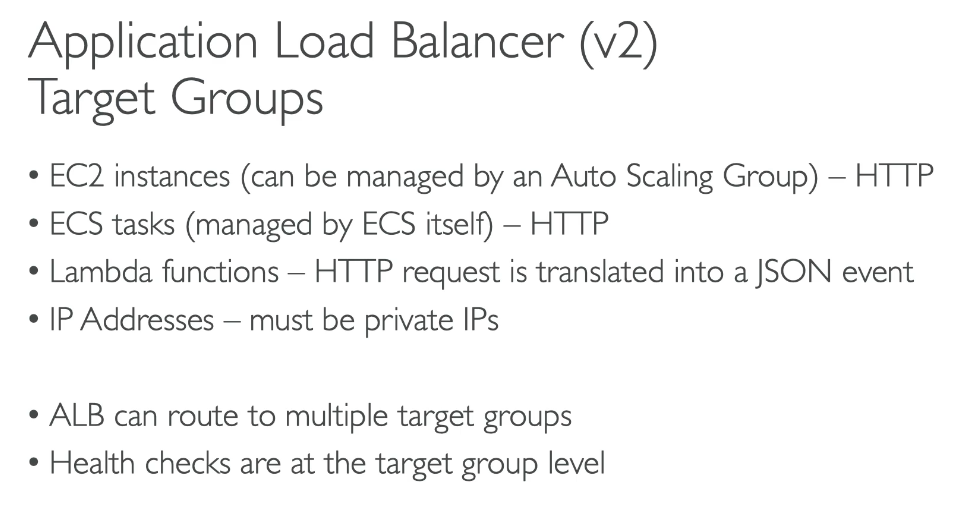 Application Load Balancer (v2)
Target Groups
• EC2 instances (can be managed by an Auto Scaling Group) – HTTP
• ECS tasks (managed by ECS itself) – HTTP
• Lambda functions – HTTP request is translated into a JSON event
• IP Addresses – must be private IPs
• ALB can route to multiple target groups
• Health checks are at the target group level